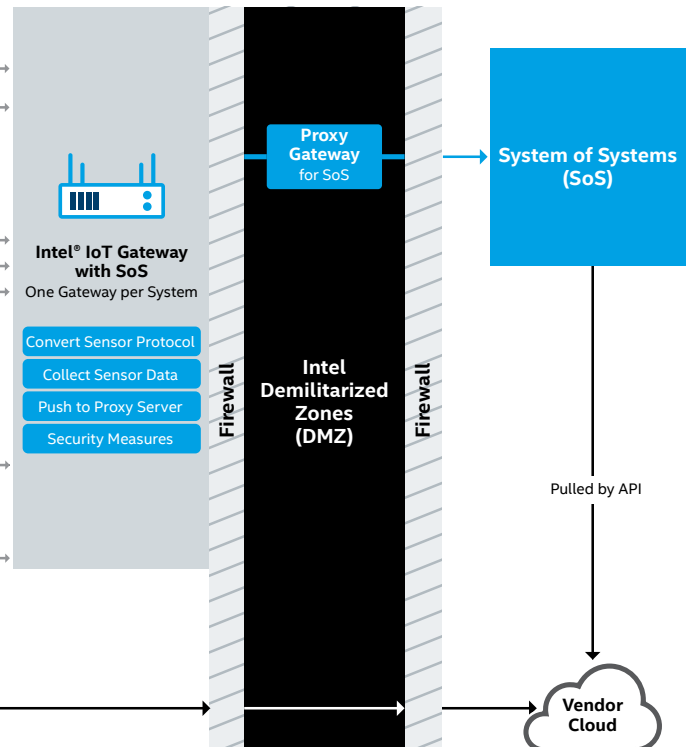 Intel® IoT Gateway
with SoS
One Gateway per System
Convert Sensor Protocol
Collect Sensor Data
Push to Proxy Server
Security Measures
Firewall
Proxy
Gateway
for SoS
Intel
Demilitarized
Zones
(DMZ)
Firewall
System of Systems
(SoS)
Pulled by API
Vendor
Cloud